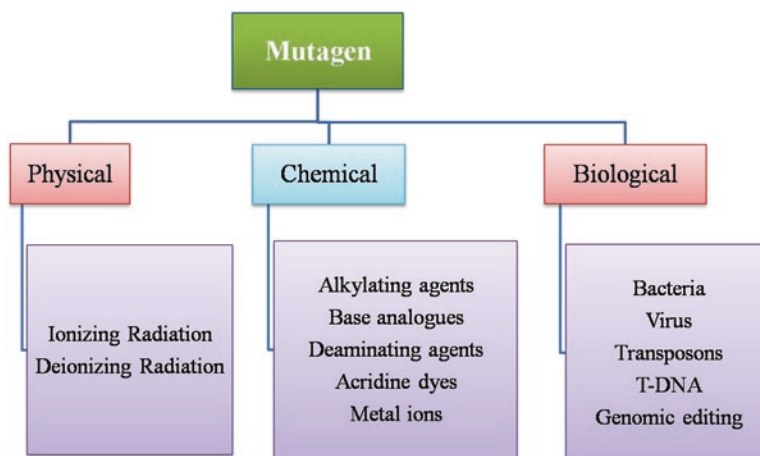 Mutagen
Physical
Chemical
Biological
Ionizing Radiation
Deionizing Radiation
Alkylating agents
Base analogues
Deaminating agents
Acridine dyes
Metal ions
Bacteria
Virus
Transposons
T-DNA
Genomic editing